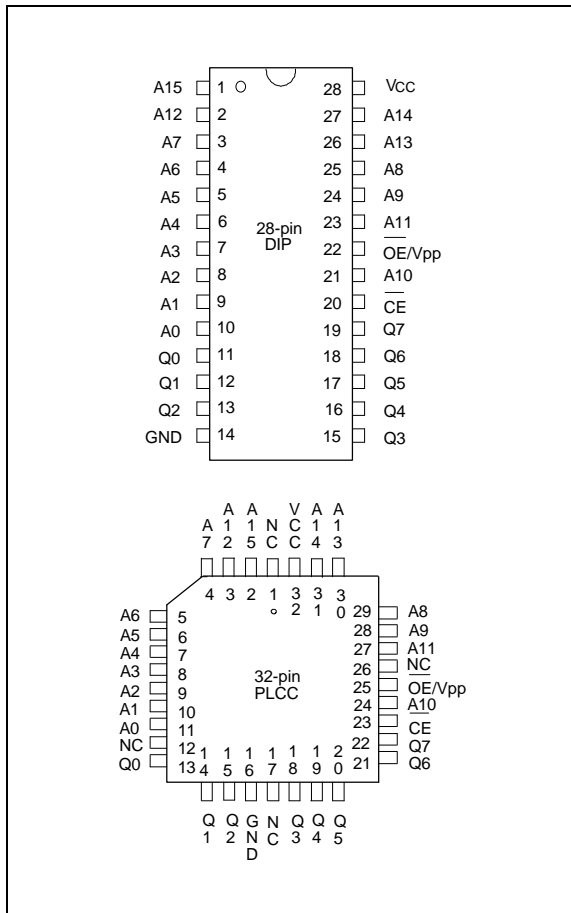 A15 1 28 VCC
A12 2 27 A14
A7 3 26 A13
A6 4 25 A8
A5 5 24 A9
A4 6 23 A11
28-pin
DIP
A3 7 22 OE/Vpp
A2 8 21 A10
A1 9 20 CE
A0 10 19 Q7
Q0 11 18 Q6
Q1 12 17 Q5
Q2 13 16 Q4
GND 14 15 Q3
A7 A12 A15 NC VCC A14 A13
4 3 2 1 32 31 30
A6 5 29 A8
A5 6 28 A9
A4 7 27 A11
A3 8 26 NC
A2 9 25 OE/Vpp
A1 10 24 A10
A0 11 23 CE
NC 12 22 Q7
Q0 13 21 Q6
32-pin
PLCC
14 15 16 17 18 19 20
Q1 Q2 GND NC Q3 Q4 Q5